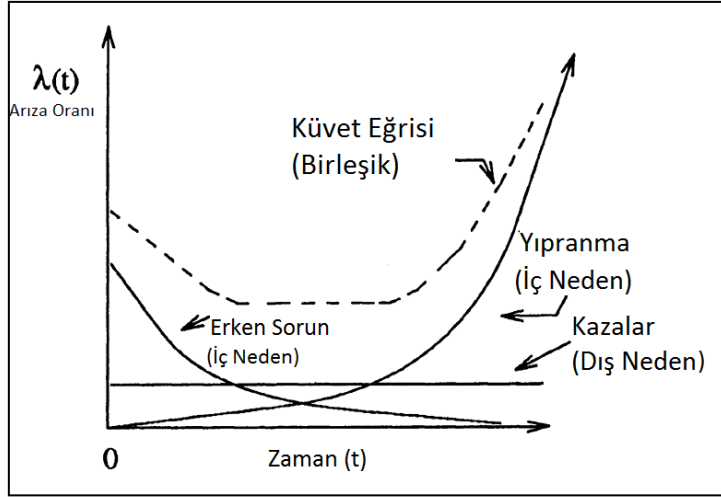 λ(t)
Arıza Oranı
Küvet Eğrisi
(Birleşik)
Yıpranma
(İç Neden)
Erken Sorun
(İç Neden)
Kazalar
(Dış Neden)
0
Zaman (t)